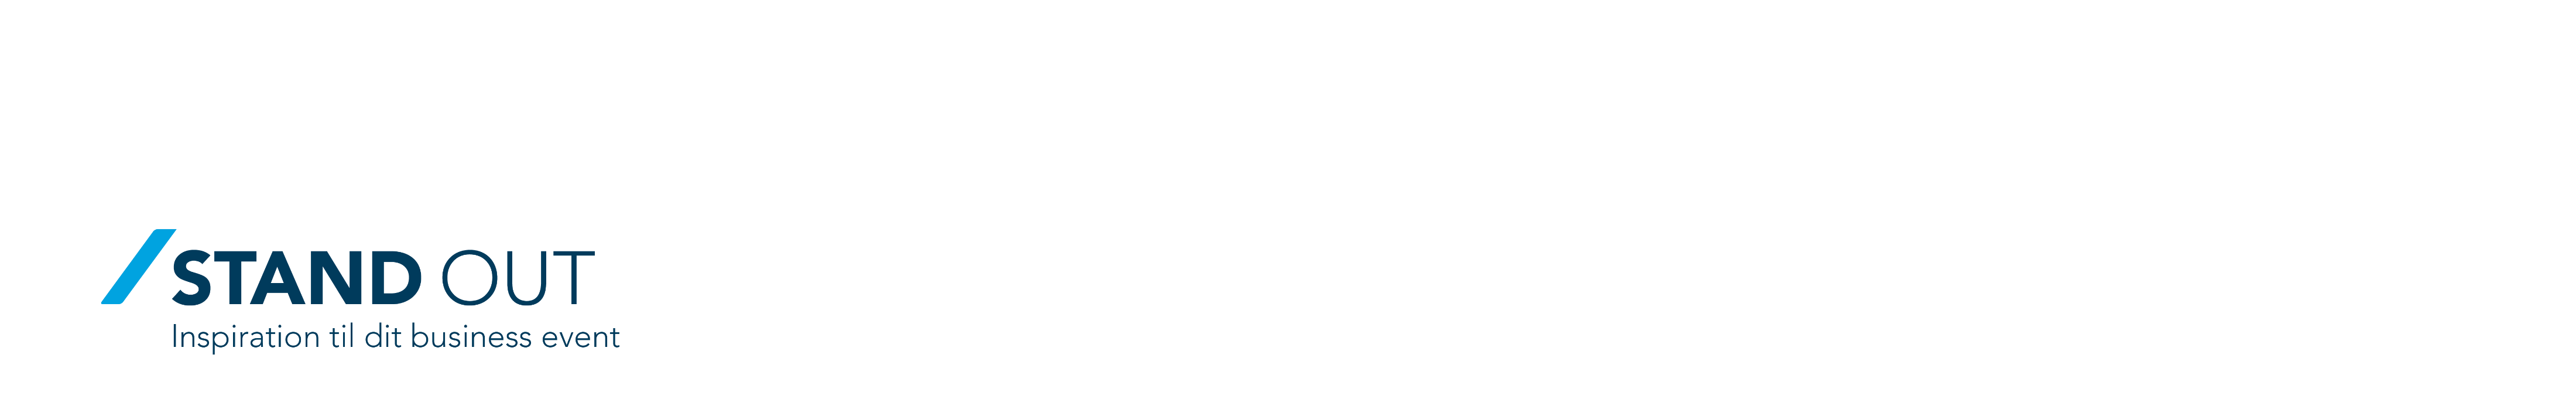 STAND OUT
Inspiration til dit business event